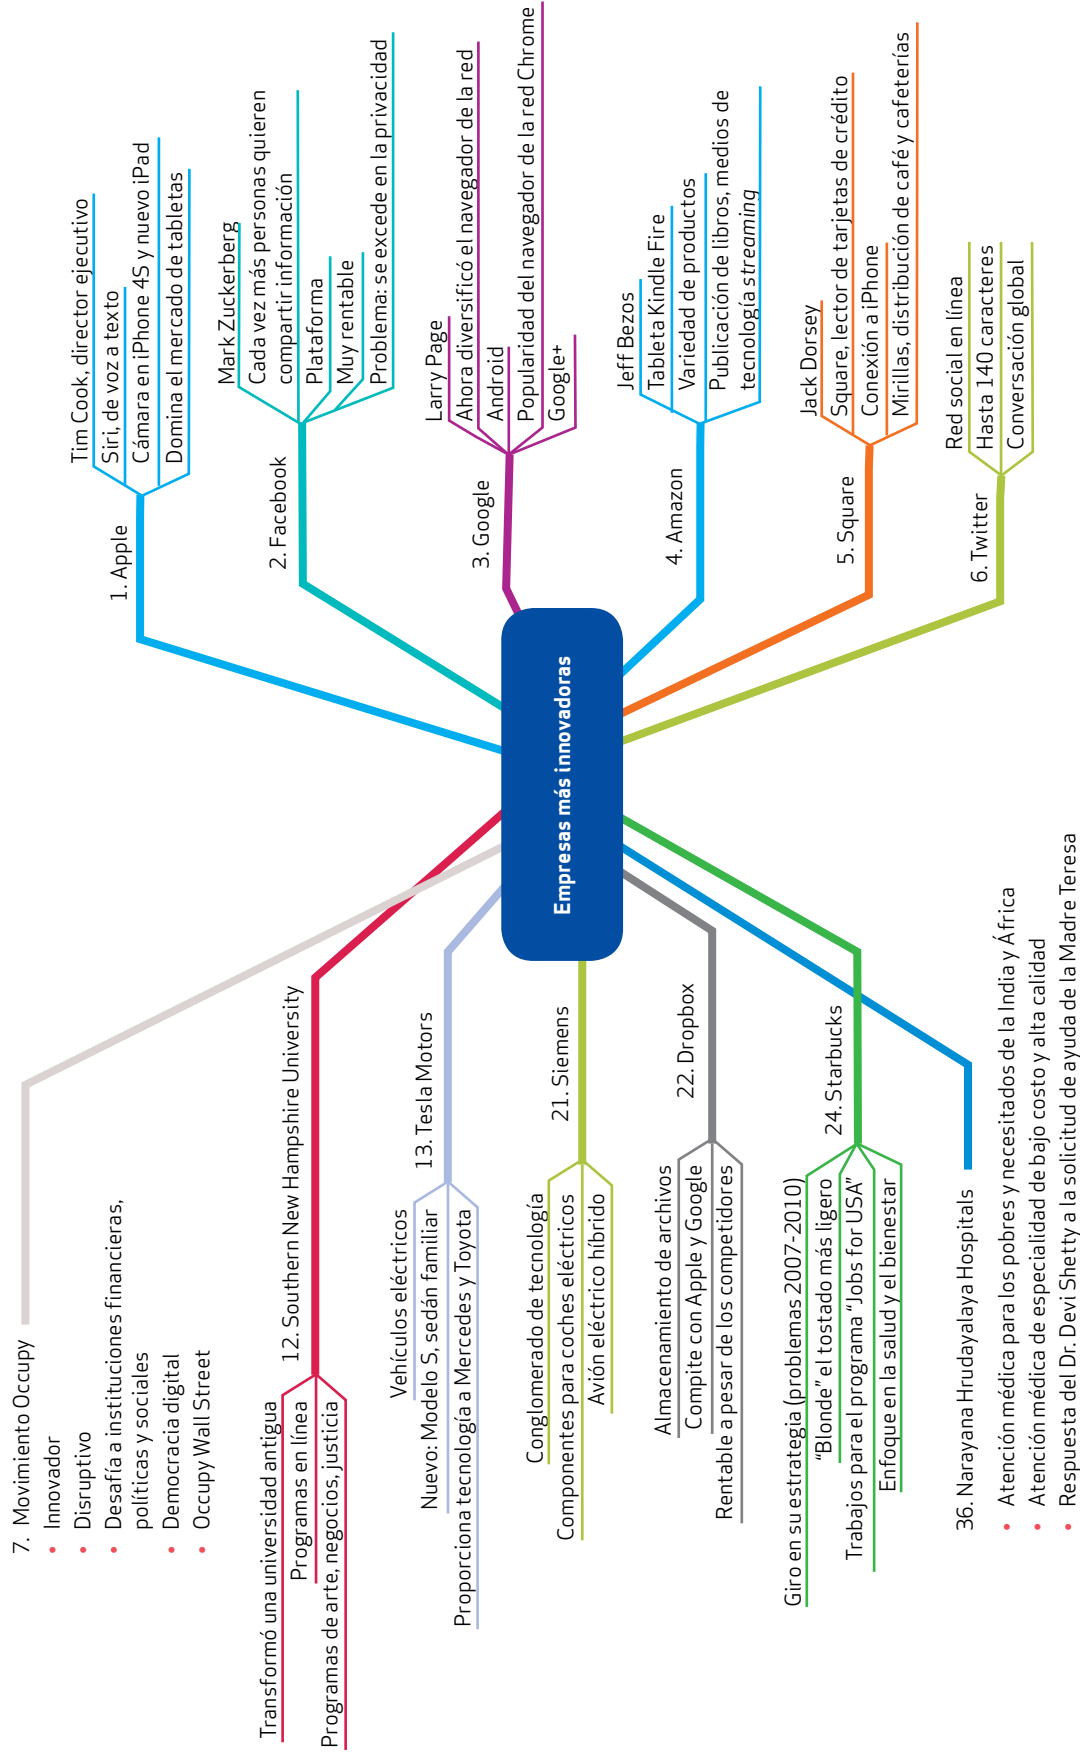 Empresas más innovadoras
1. Apple
Tim Cook, director ejecutivo
Siri, de voz a texto
Cámara en iPhone 4S y nuevo iPad
Domina el mercado de tabletas
2. Facebook
Mark Zuckerberg
Cada vez más personas quieren
compartir información
Plataforma
Muy rentable
Problema: se excede en la privacidad
3. Google
Larry Page
Ahora diversificó el navegador de la red
Android
Popularidad del navegador de la red Chrome
Google+
4. Amazon
Jeff Bezos
Tableta Kindle Fire
Variedad de productos
Publicación de libros, medios de
tecnología streaming
5. Square
Jack Dorsey
Square, lector de tarjetas de crédito
Conexión a iPhone
Mirillas, distribución de café y cafeterías
6. Twitter
Red social en línea
Hasta 140 caracteres
Conversación global
7. Movimiento Occupy
• Innovador
• Disruptivo
• Desafía a instituciones financieras,
políticas y sociales
• Democracia digital
• Occupy Wall Street
12. Southern New Hampshire University
Transformó una universidad antigua
Programas en línea
Programas de arte, negocios, justicia
13. Tesla Motors
Vehículos eléctricos
Nuevo: Modelo S, sedán familiar
Proporciona tecnología a Mercedes y Toyota
21. Siemens
Conglomerado de tecnología
Componentes para coches eléctricos
Avión eléctrico híbrido
22. Dropbox
Almacenamiento de archivos
Compite con Apple y Google
Rentable a pesar de los competidores
24. Starbucks
Giro en su estrategia (problemas 2007-2010)
“Blonde” el tostado más ligero
Trabajos para el programa “Jobs for USA”
Enfoque en la salud y el bienestar
36. Narayana Hrudayalaya Hospitals
• Atención médica para los pobres y necesitados de la India y África
• Atención médica de especialidad de bajo costo y alta calidad
• Respuesta del Dr. Devi Shetty a la solicitud de ayuda de la Madre Teresa